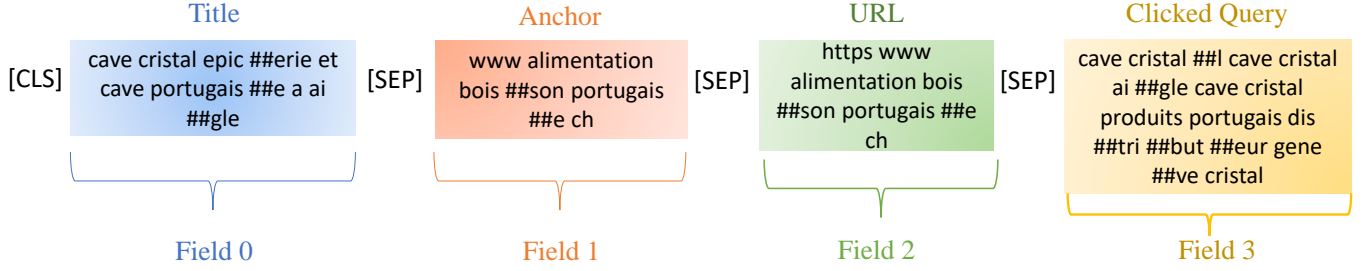 Title
Anchor
URL
Clicked Query
[CLS]
cave cristal epic ##erie et
cave portugais ##e a ai
##gle
[SEP]
www alimentation
bois ##son portugais
##e ch
[SEP]
https www
alimentation bois
##son portugais ##e
ch
[SEP]
cave cristal ##l cave cristal
ai ##gle cave cristal
produits portugais dis
##tri ##but ##eur gene
##ve cristal
Field 0
Field 1
Field 2
Field 3